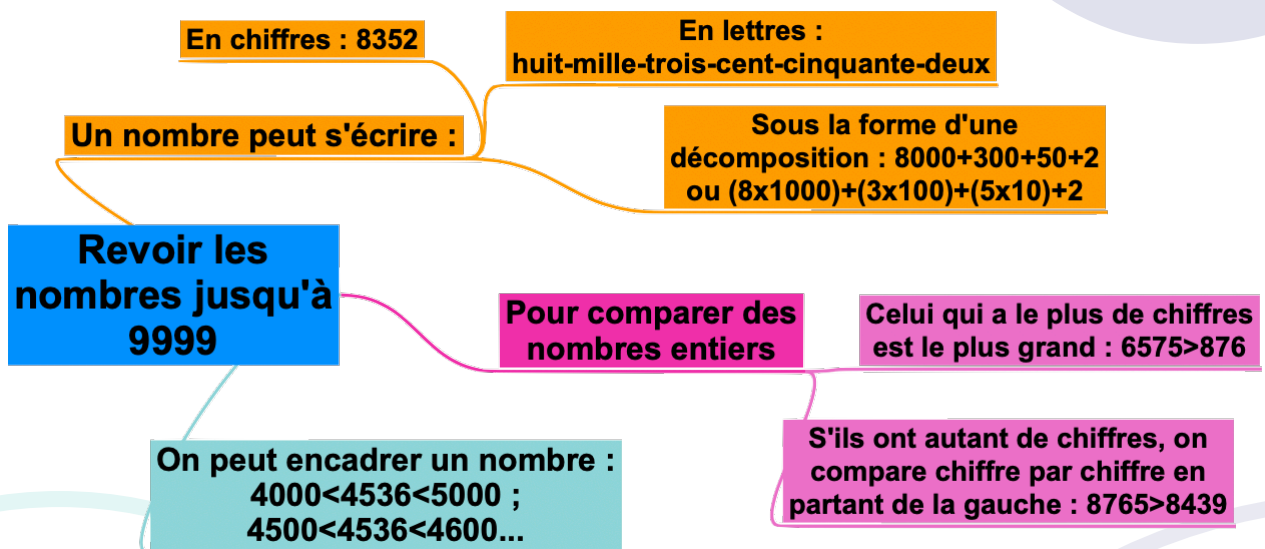 Revoir les
nombres jusqu'à
9999
Un nombre peut s'écrire :
En chiffres : 8352
En lettres :
huit-mille-trois-cent-cinquante-deux
Sous la forme d'une
décomposition : 8000+300+50+2
ou (8x1000)+(3x100)+(5x10)+2
Pour comparer des
nombres entiers
Celui qui a le plus de chiffres
est le plus grand : 6575>876
S'ils ont autant de chiffres, on
compare chiffre par chiffre en
partant de la gauche : 8765>8439
On peut encadrer un nombre :
4000<4536<5000 ;
4500<4536<4600...